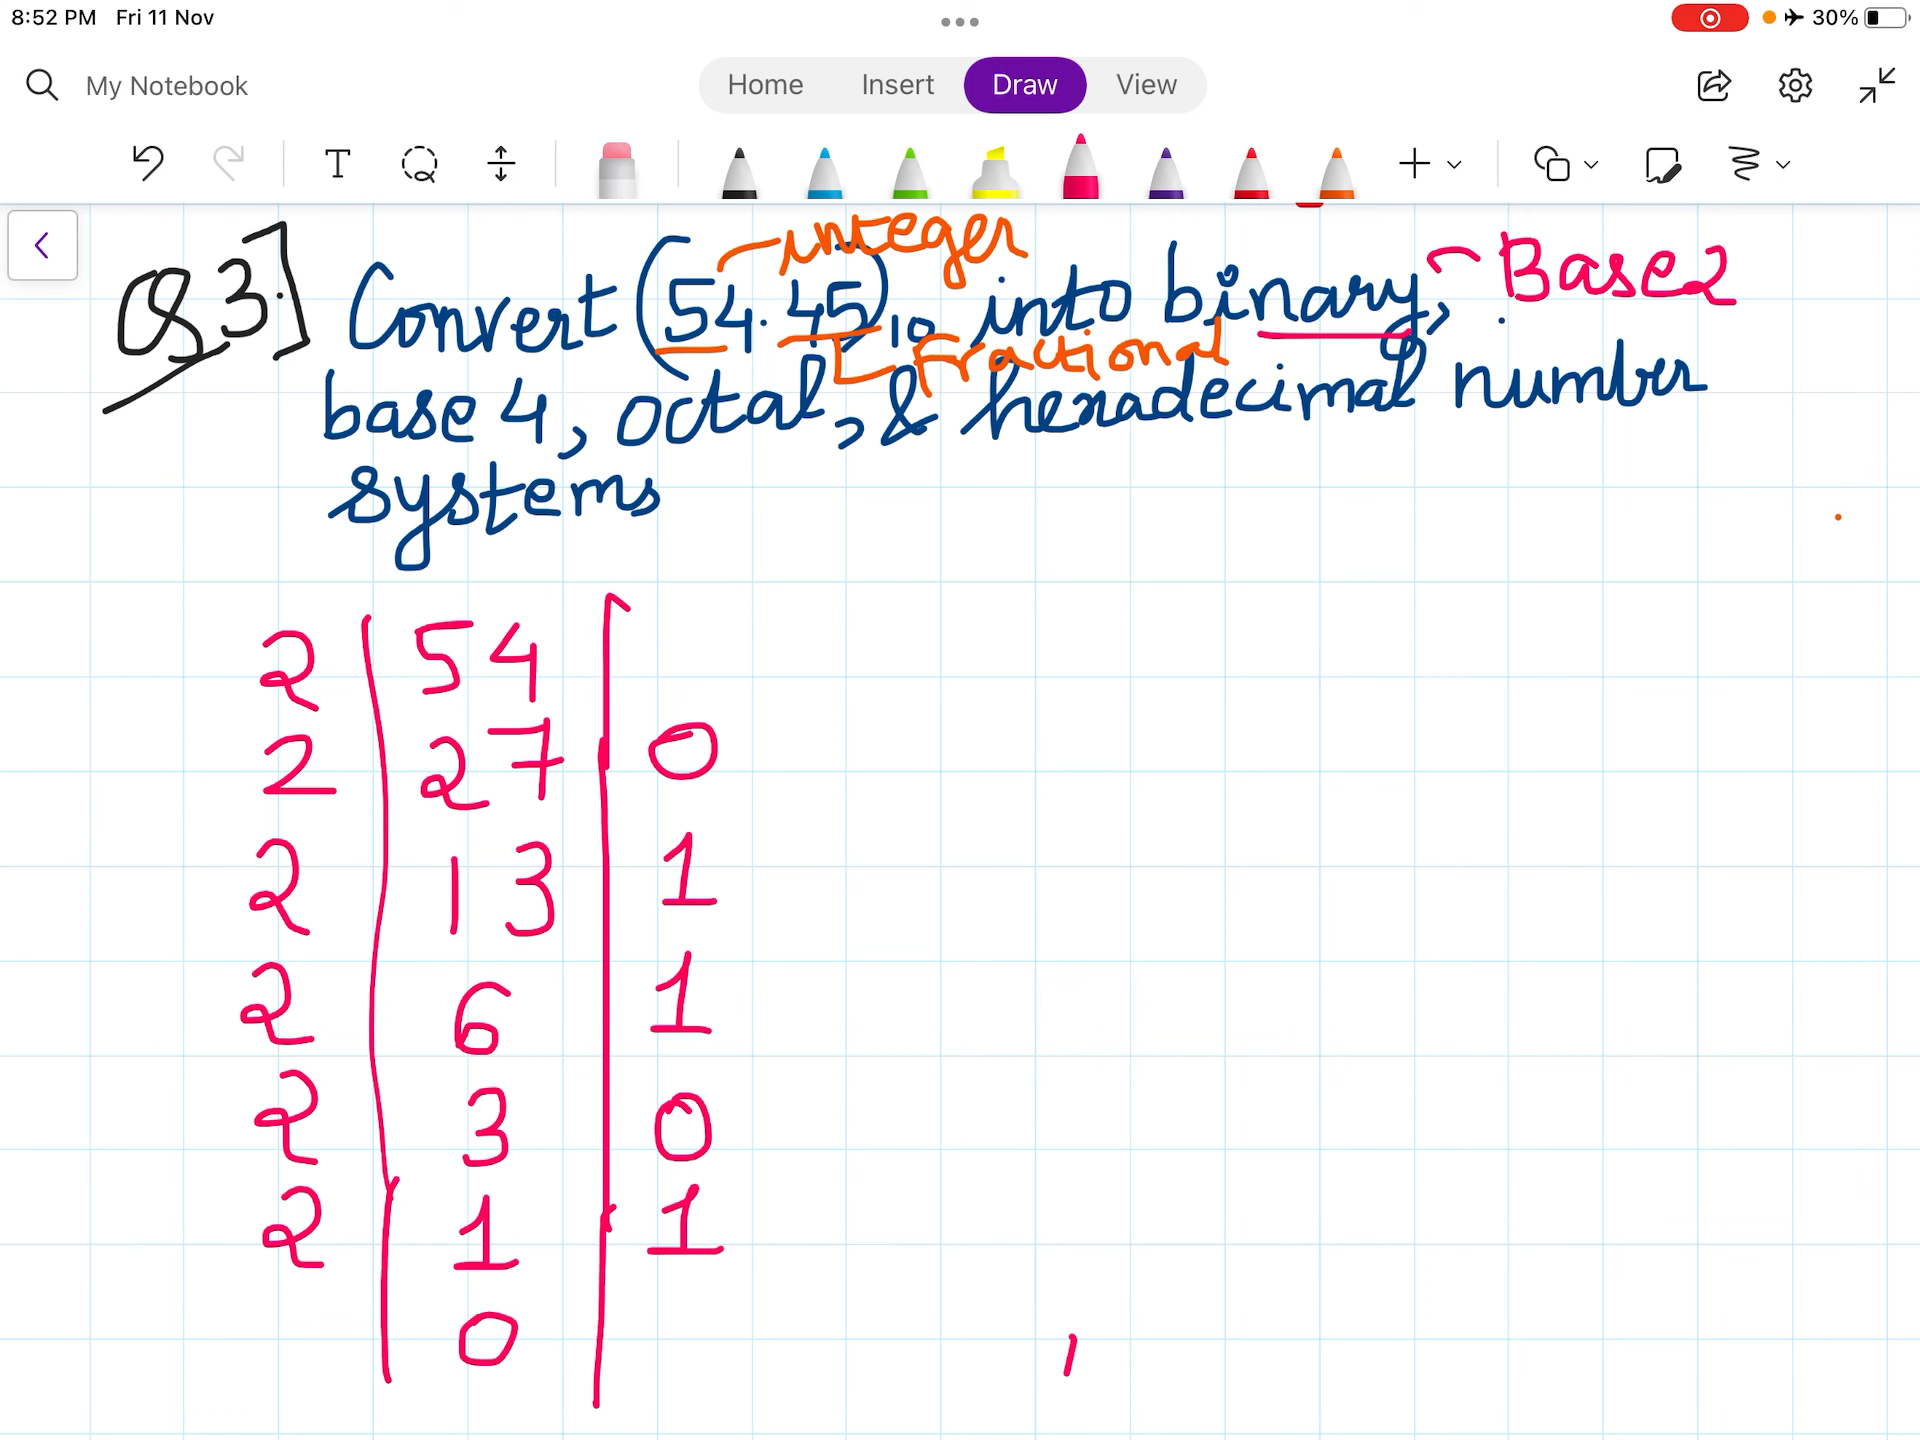 8:52 PM Fri 11 Nov
30%
My Notebook
Home Insert Draw View
T
integer
Q3.] Convert (54.45)10 into binary, Base2
Fractional
base 4, octal, & hexadecimal number
systems
2 54
2 27 0
2 13 1
2 6 1
2 3 0
2 1 1
0